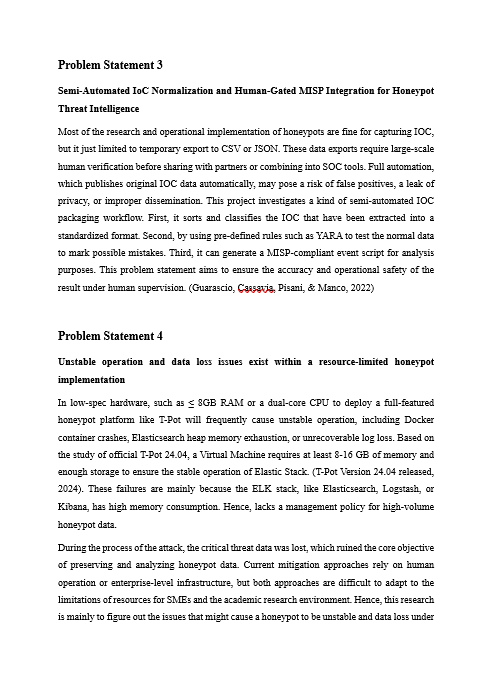 Problem Statement 3
Semi-Automated IoC Normalization and Human-Gated MISP Integration for Honeypot
Threat Intelligence
Most of the research and operational implementation of honeypots are fine for capturing IOC,
but it just limited to temporary export to CSV or JSON. These data exports require large-scale
human verification before sharing with partners or combining into SOC tools. Full automation,
which publishes original IOC data automatically, may pose a risk of false positives, a leak of
privacy, or improper dissemination. This project investigates a kind of semi-automated IOC
packaging workflow. First, it sorts and classifies the IOC that have been extracted into a
standardized format. Second, by using pre-defined rules such as YARA to test the normal data
to mark possible mistakes. Third, it can generate a MISP-compliant event script for analysis
purposes. This problem statement aims to ensure the accuracy and operational safety of the
result under human supervision. (Guarascio, Cassavia, Pisani, & Manco, 2022)
Problem Statement 4
Unstable operation and data loss issues exist within a resource-limited honeypot
implementation
In low-spec hardware, such as ≤ 8GB RAM or a dual-core CPU to deploy a full-featured
honeypot platform like T-Pot will frequently cause unstable operation, including Docker
container crashes, Elasticsearch heap memory exhaustion, or unrecoverable log loss. Based on
the study of official T-Pot 24.04, a Virtual Machine requires at least 8-16 GB of memory and
enough storage to ensure the stable operation of Elastic Stack. (T-Pot Version 24.04 released,
2024). These failures are mainly because the ELK stack, like Elasticsearch, Logstash, or
Kibana, has high memory consumption. Hence, lacks a management policy for high-volume
honeypot data.
During the process of the attack, the critical threat data was lost, which ruined the core objective
of preserving and analyzing honeypot data. Current mitigation approaches rely on human
operation or enterprise-level infrastructure, but both approaches are difficult to adapt to the
limitations of resources for SMEs and the academic research environment. Hence, this research
is mainly to figure out the issues that might cause a honeypot to be unstable and data loss under